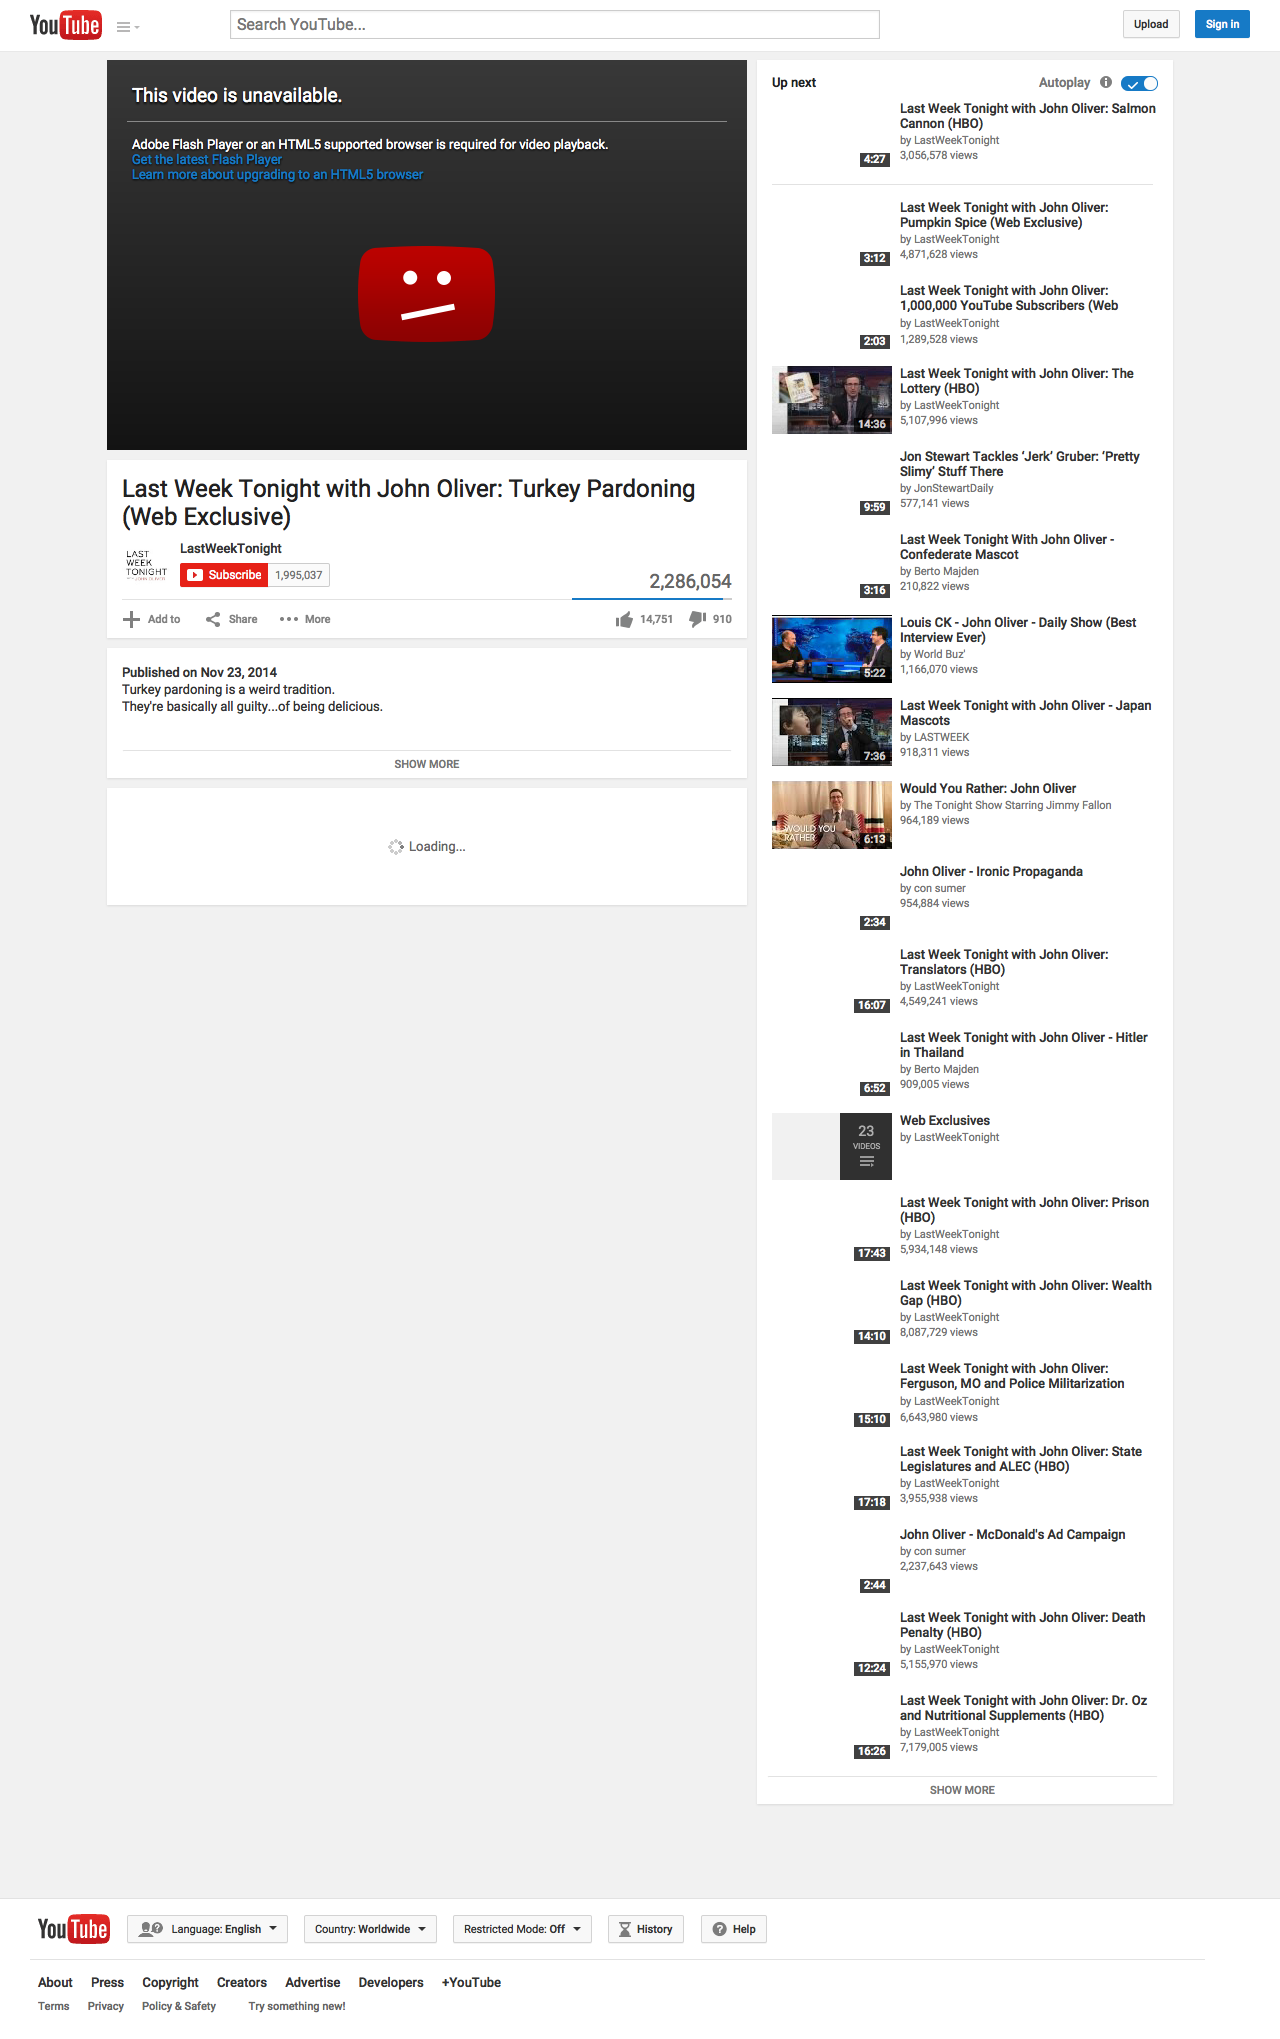 YouTube
Search YouTube...
Upload
Sign in
This video is unavailable.
Adobe Flash Player or an HTML5 supported browser is required for video playback.
Get the latest Flash Player
Learn more about upgrading to an HTML5 browser
Last Week Tonight with John Oliver: Turkey Pardoning
(Web Exclusive)
LAST
WEEK
TONIGHT
LastWeekTonight
Subscribe 1,995,037
2,286,054
Add to Share More 14,751 910
Published on Nov 23, 2014
Turkey pardoning is a weird tradition.
They're basically all guilty...of being delicious.
SHOW MORE
Loading...
Up next Autoplay
Last Week Tonight with John Oliver: Salmon
Cannon (HBO)
by LastWeekTonight
3,056,578 views
4:27
Last Week Tonight with John Oliver:
Pumpkin Spice (Web Exclusive)
by LastWeekTonight
4,871,628 views
3:12
Last Week Tonight with John Oliver:
1,000,000 YouTube Subscribers (Web
by LastWeekTonight
1,289,528 views
2:03
Last Week Tonight with John Oliver: The
Lottery (HBO)
by LastWeekTonight
5,107,996 views
14:36
Jon Stewart Tackles ‘Jerk’ Gruber: ‘Pretty
Slimy’ Stuff There
by JonStewartDaily
577,141 views
9:59
Last Week Tonight With John Oliver -
Confederate Mascot
by Berto Majden
210,822 views
3:16
Louis CK - John Oliver - Daily Show (Best
Interview Ever)
by World Buz'
1,166,070 views
5:22
Last Week Tonight with John Oliver - Japan
Mascots
by LASTWEEK
918,311 views
7:36
Would You Rather: John Oliver
by The Tonight Show Starring Jimmy Fallon
964,189 views
WOULD YOU
RATHER
6:13
John Oliver - Ironic Propaganda
by con sumer
954,884 views
2:34
Last Week Tonight with John Oliver:
Translators (HBO)
by LastWeekTonight
4,549,241 views
16:07
Last Week Tonight with John Oliver - Hitler
in Thailand
by Berto Majden
909,005 views
6:52
23
VIDEOS
Web Exclusives
by LastWeekTonight
Last Week Tonight with John Oliver: Prison
(HBO)
by LastWeekTonight
5,934,148 views
17:43
Last Week Tonight with John Oliver: Wealth
Gap (HBO)
by LastWeekTonight
8,087,729 views
14:10
Last Week Tonight with John Oliver:
Ferguson, MO and Police Militarization
by LastWeekTonight
6,643,980 views
15:10
Last Week Tonight with John Oliver: State
Legislatures and ALEC (HBO)
by LastWeekTonight
3,955,938 views
17:18
John Oliver - McDonald's Ad Campaign
by con sumer
2,237,643 views
2:44
Last Week Tonight with John Oliver: Death
Penalty (HBO)
by LastWeekTonight
5,155,970 views
12:24
Last Week Tonight with John Oliver: Dr. Oz
and Nutritional Supplements (HBO)
by LastWeekTonight
7,179,005 views
16:26
SHOW MORE
YouTube Language: English Country: Worldwide Restricted Mode: Off History Help
About Press Copyright Creators Advertise Developers +YouTube
Terms Privacy Policy & Safety Try something new!